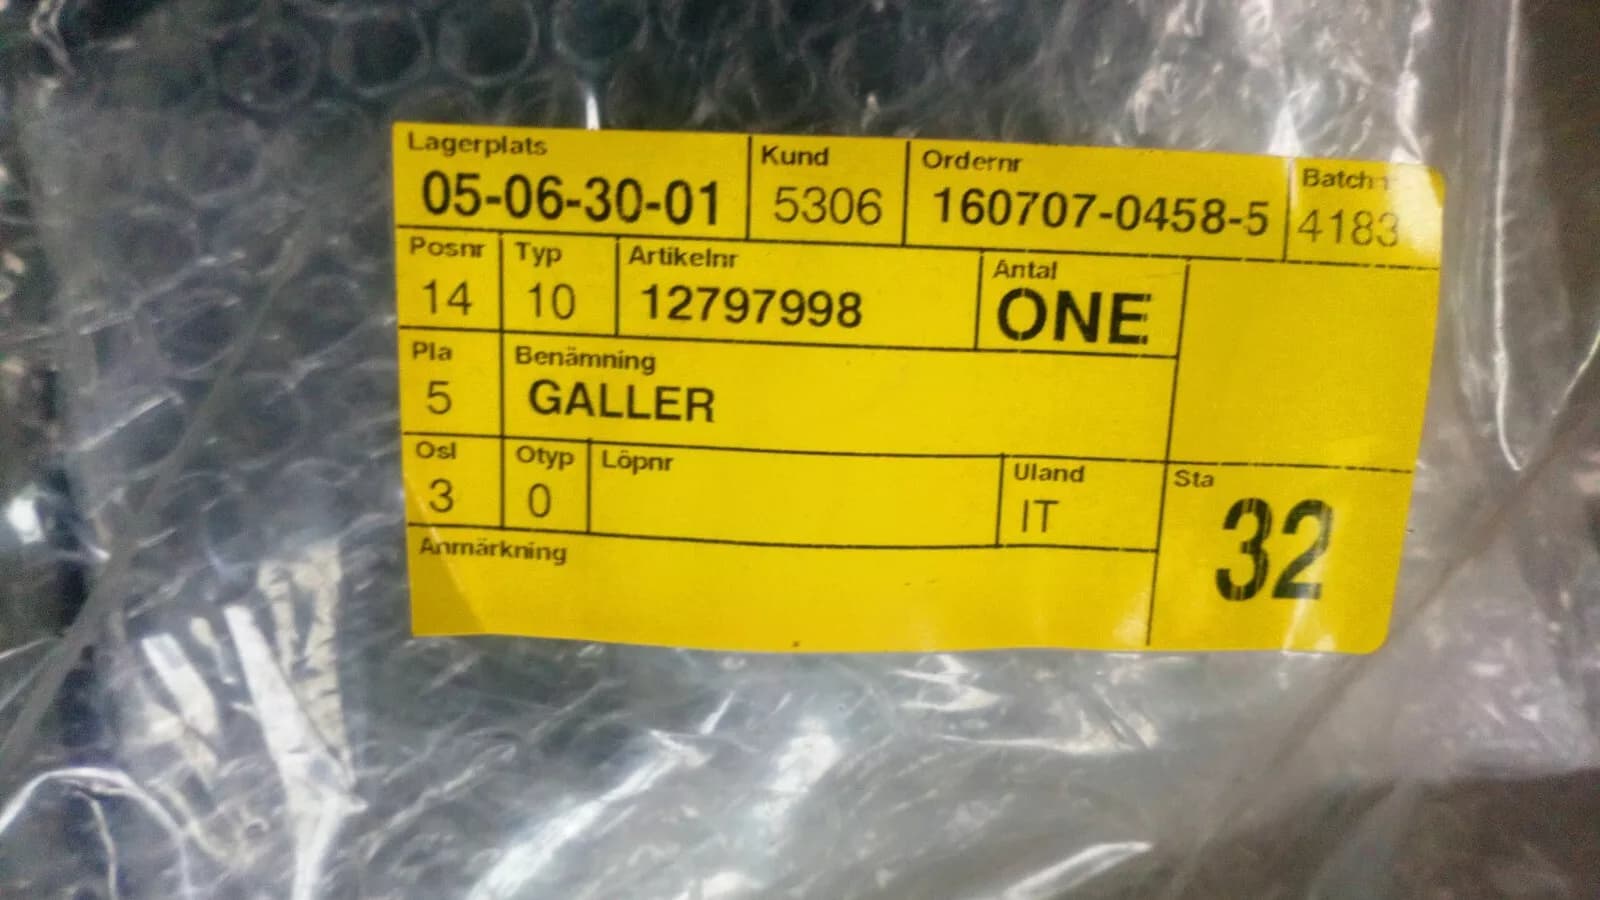 Lagerplats Kund Ordernr Batchnr
05-06-30-01 5306 160707-0458-5 4183
Posnr Typ Artikelnr Antal
14 10 12797998 ONE
Pla Benämning
5 GALLER
Osl Otyp Löpnr Uland Sta
3 0 IT 32
Anmärkning